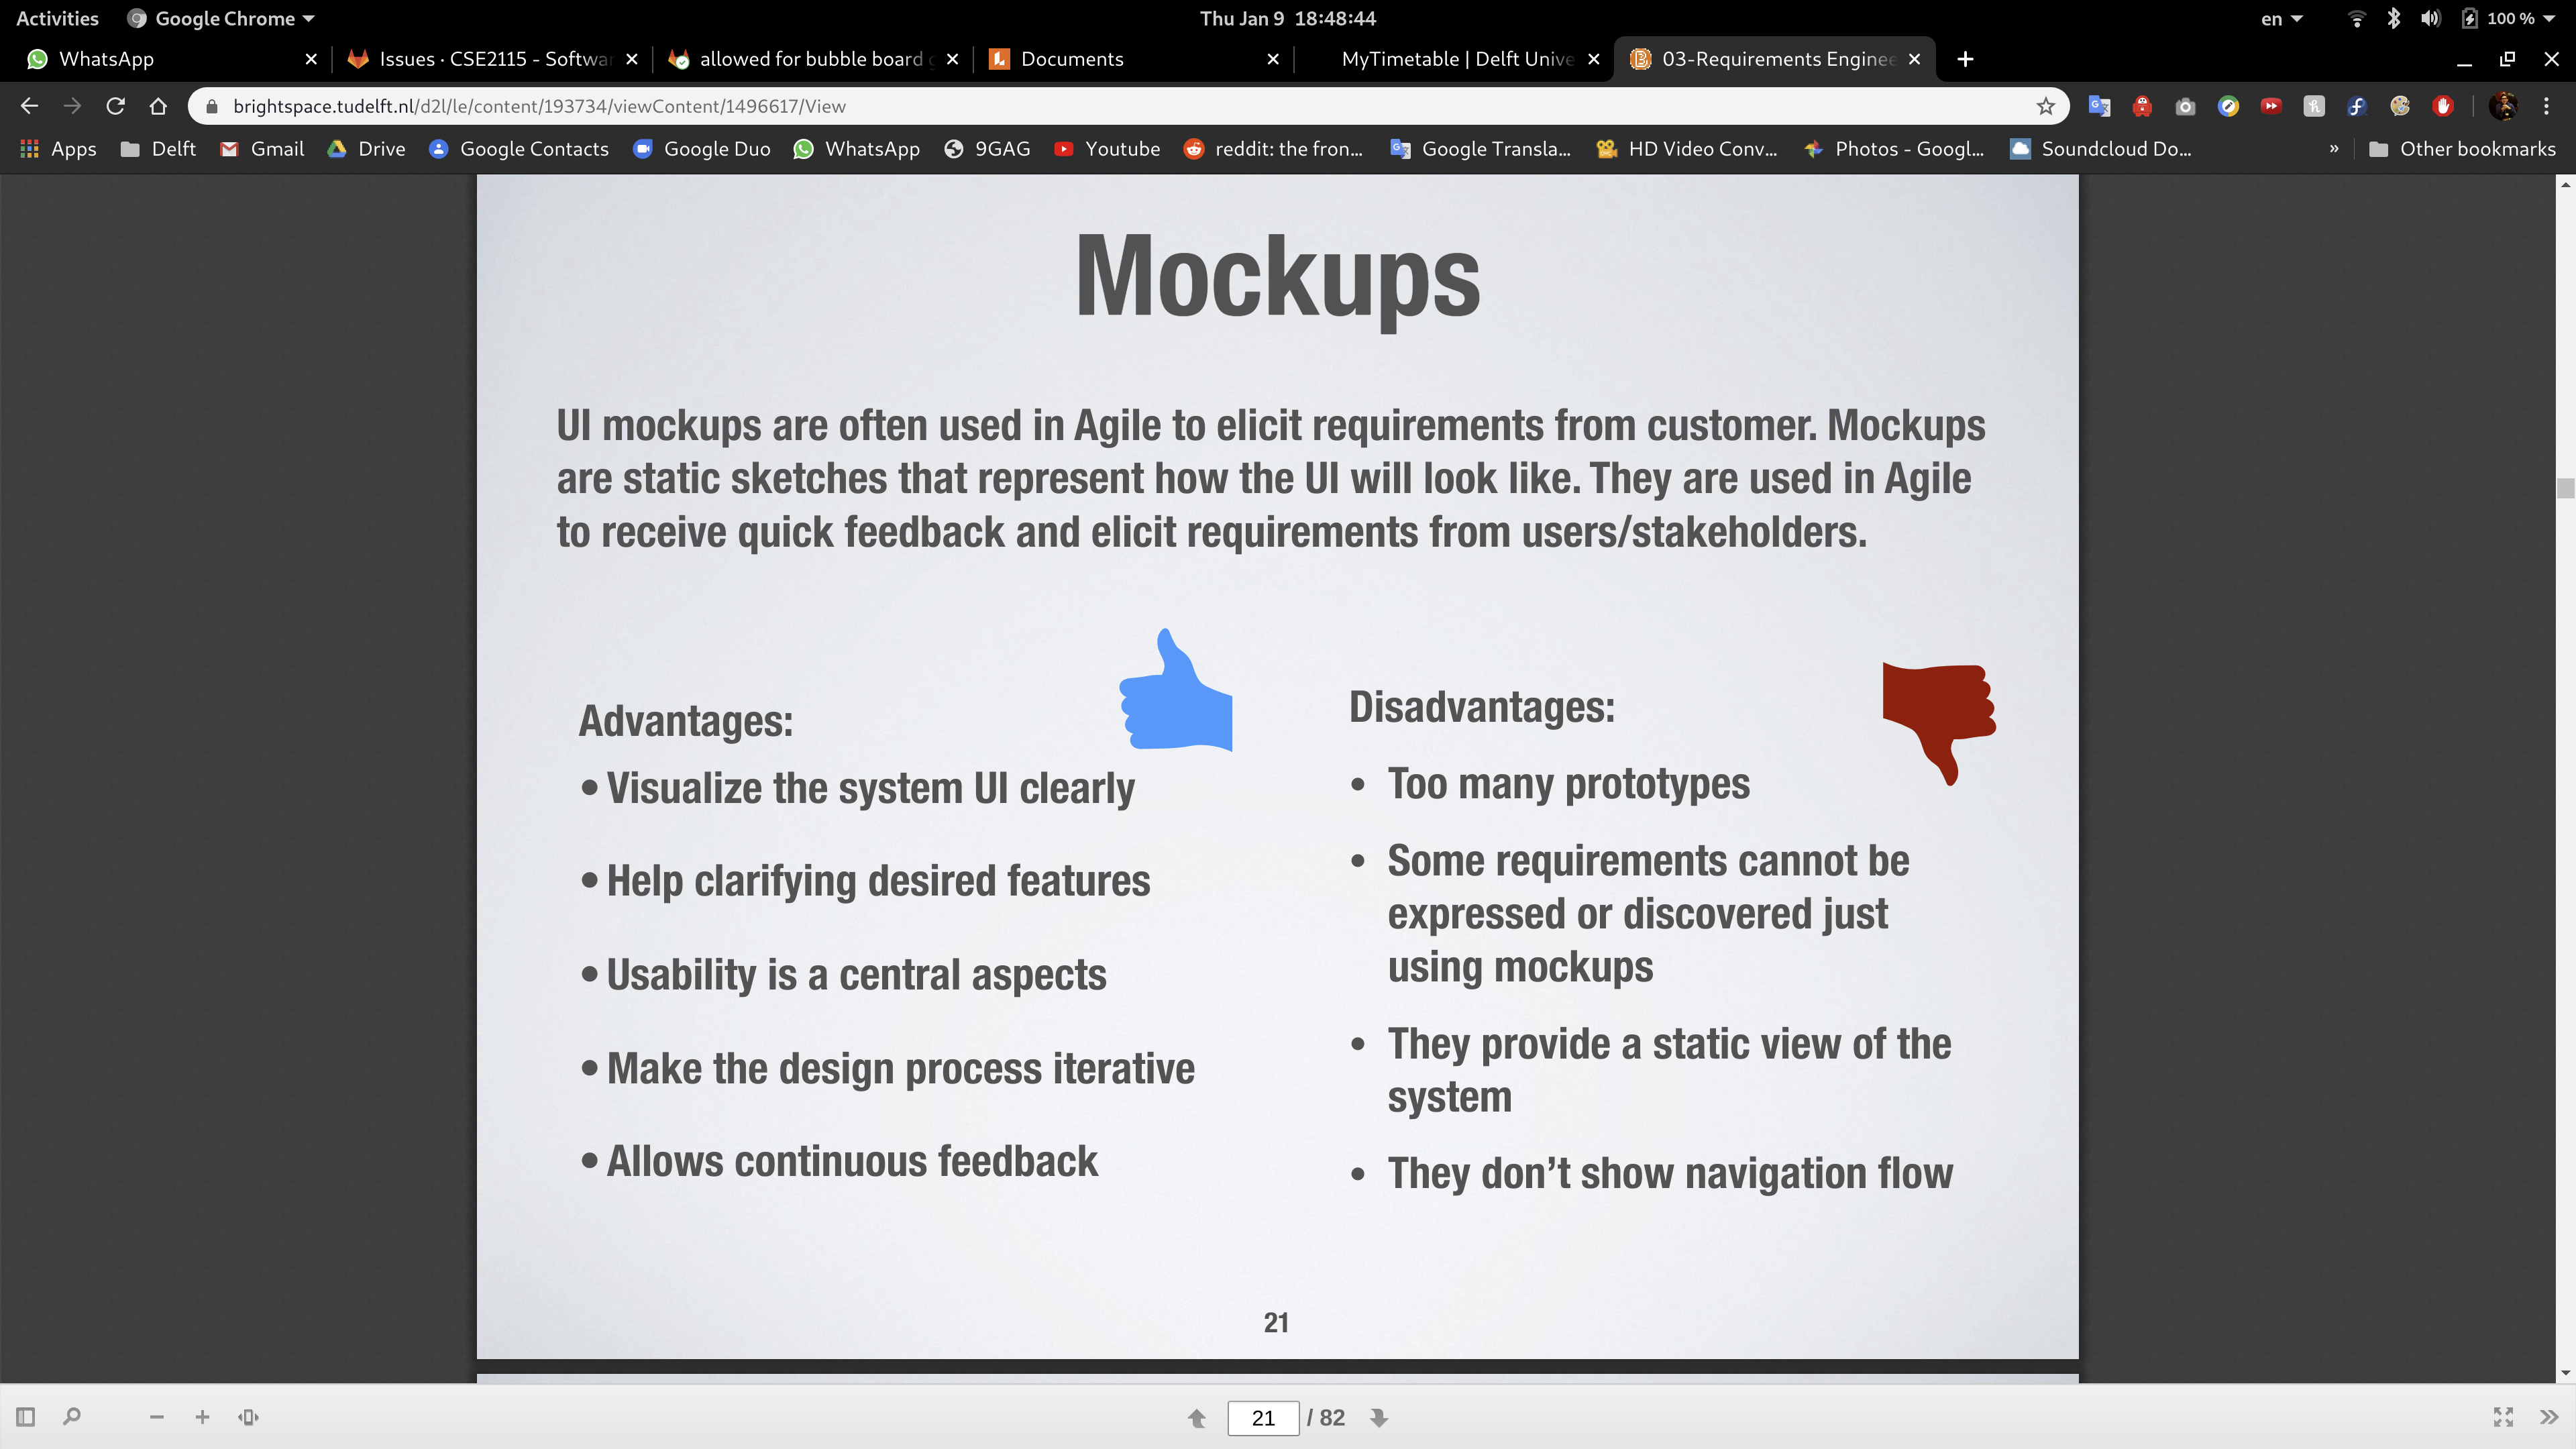 Activities
Google Chrome
Thu Jan 9 18:48:44
en
100 %
WhatsApp
Issues · CSE2115 - Softwar
allowed for bubble board g
Documents
MyTimetable | Delft Unive
03-Requirements Enginee
brightspace.tudelft.nl/d2l/le/content/193734/viewContent/1496617/View
Apps
Delft
Gmail
Drive
Google Contacts
Google Duo
WhatsApp
9GAG
Youtube
reddit: the fron...
Google Transla...
HD Video Conv...
Photos - Googl...
Soundcloud Do...
»
Other bookmarks
Mockups
UI mockups are often used in Agile to elicit requirements from customer. Mockups
are static sketches that represent how the UI will look like. They are used in Agile
to receive quick feedback and elicit requirements from users/stakeholders.
Advantages:
• Visualize the system UI clearly
• Help clarifying desired features
• Usability is a central aspects
• Make the design process iterative
• Allows continuous feedback
Disadvantages:
• Too many prototypes
• Some requirements cannot be
expressed or discovered just
using mockups
• They provide a static view of the
system
• They don’t show navigation flow
21
21 / 82